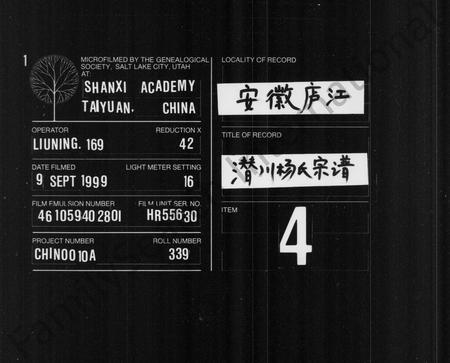 1
MICROFILMED BY THE GENEALOGICAL
SOCIETY, SALT LAKE CITY, UTAH
AT:
SHANXI ACADEMY
TAIYUAN. CHINA
OPERATOR
REDUCTION X
LIUNING. 169
42
DATE FILMED
LIGHT METER SETTING
9 SEPT 1999
16
FILM EMULSION NUMBER
FILM UNIT SER. NO.
46 105940 2801
HR55630
PROJECT NUMBER
ROLL NUMBER
CHIN0010A
339
LOCALITY OF RECORD
安徽庐江
TITLE OF RECORD
潜川杨氏宗谱
ITEM
4